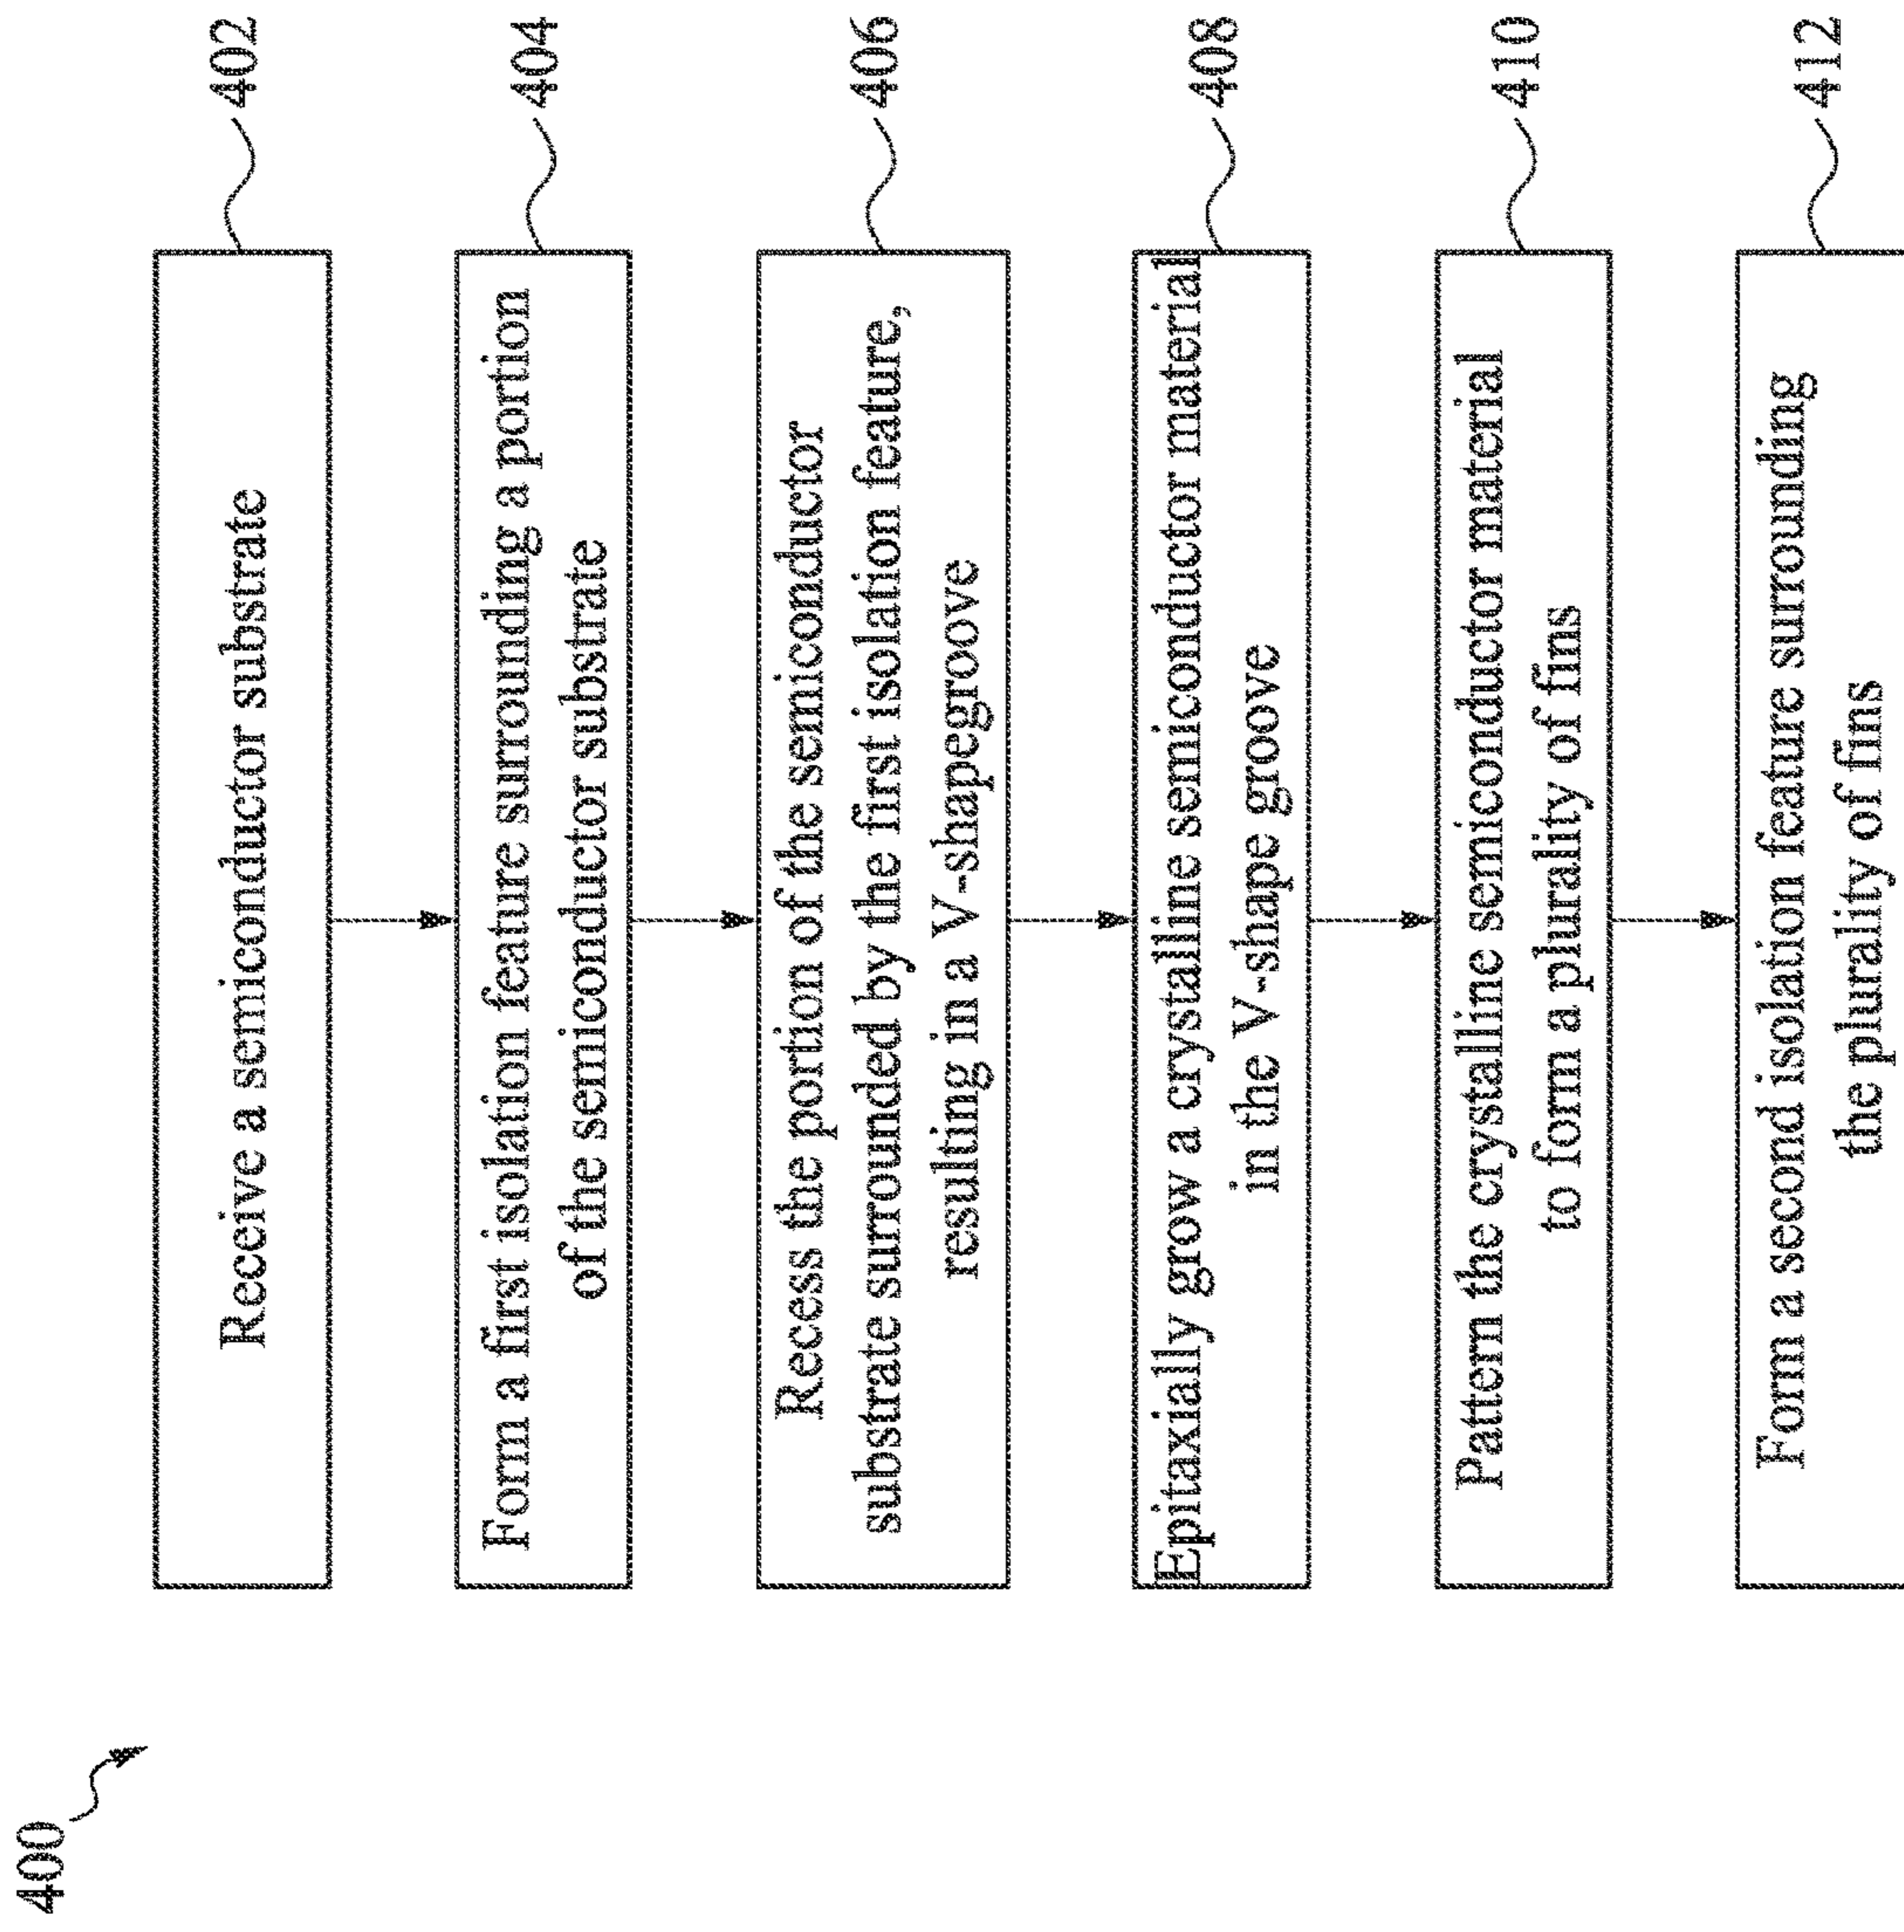 400
Receive a semiconductor substrate
402
Form a first isolation feature surrounding a portion
of the semiconductor substrate
404
Recess the portion of the semiconductor
substrate surrounded by the first isolation feature,
resulting in a V-shapegroove
406
Epitaxially grow a crystalline semiconductor material
in the V-shape groove
408
Pattern the crystalline semiconductor material
to form a plurality of fins
410
Form a second isolation feature surrounding
the plurality of fins
412